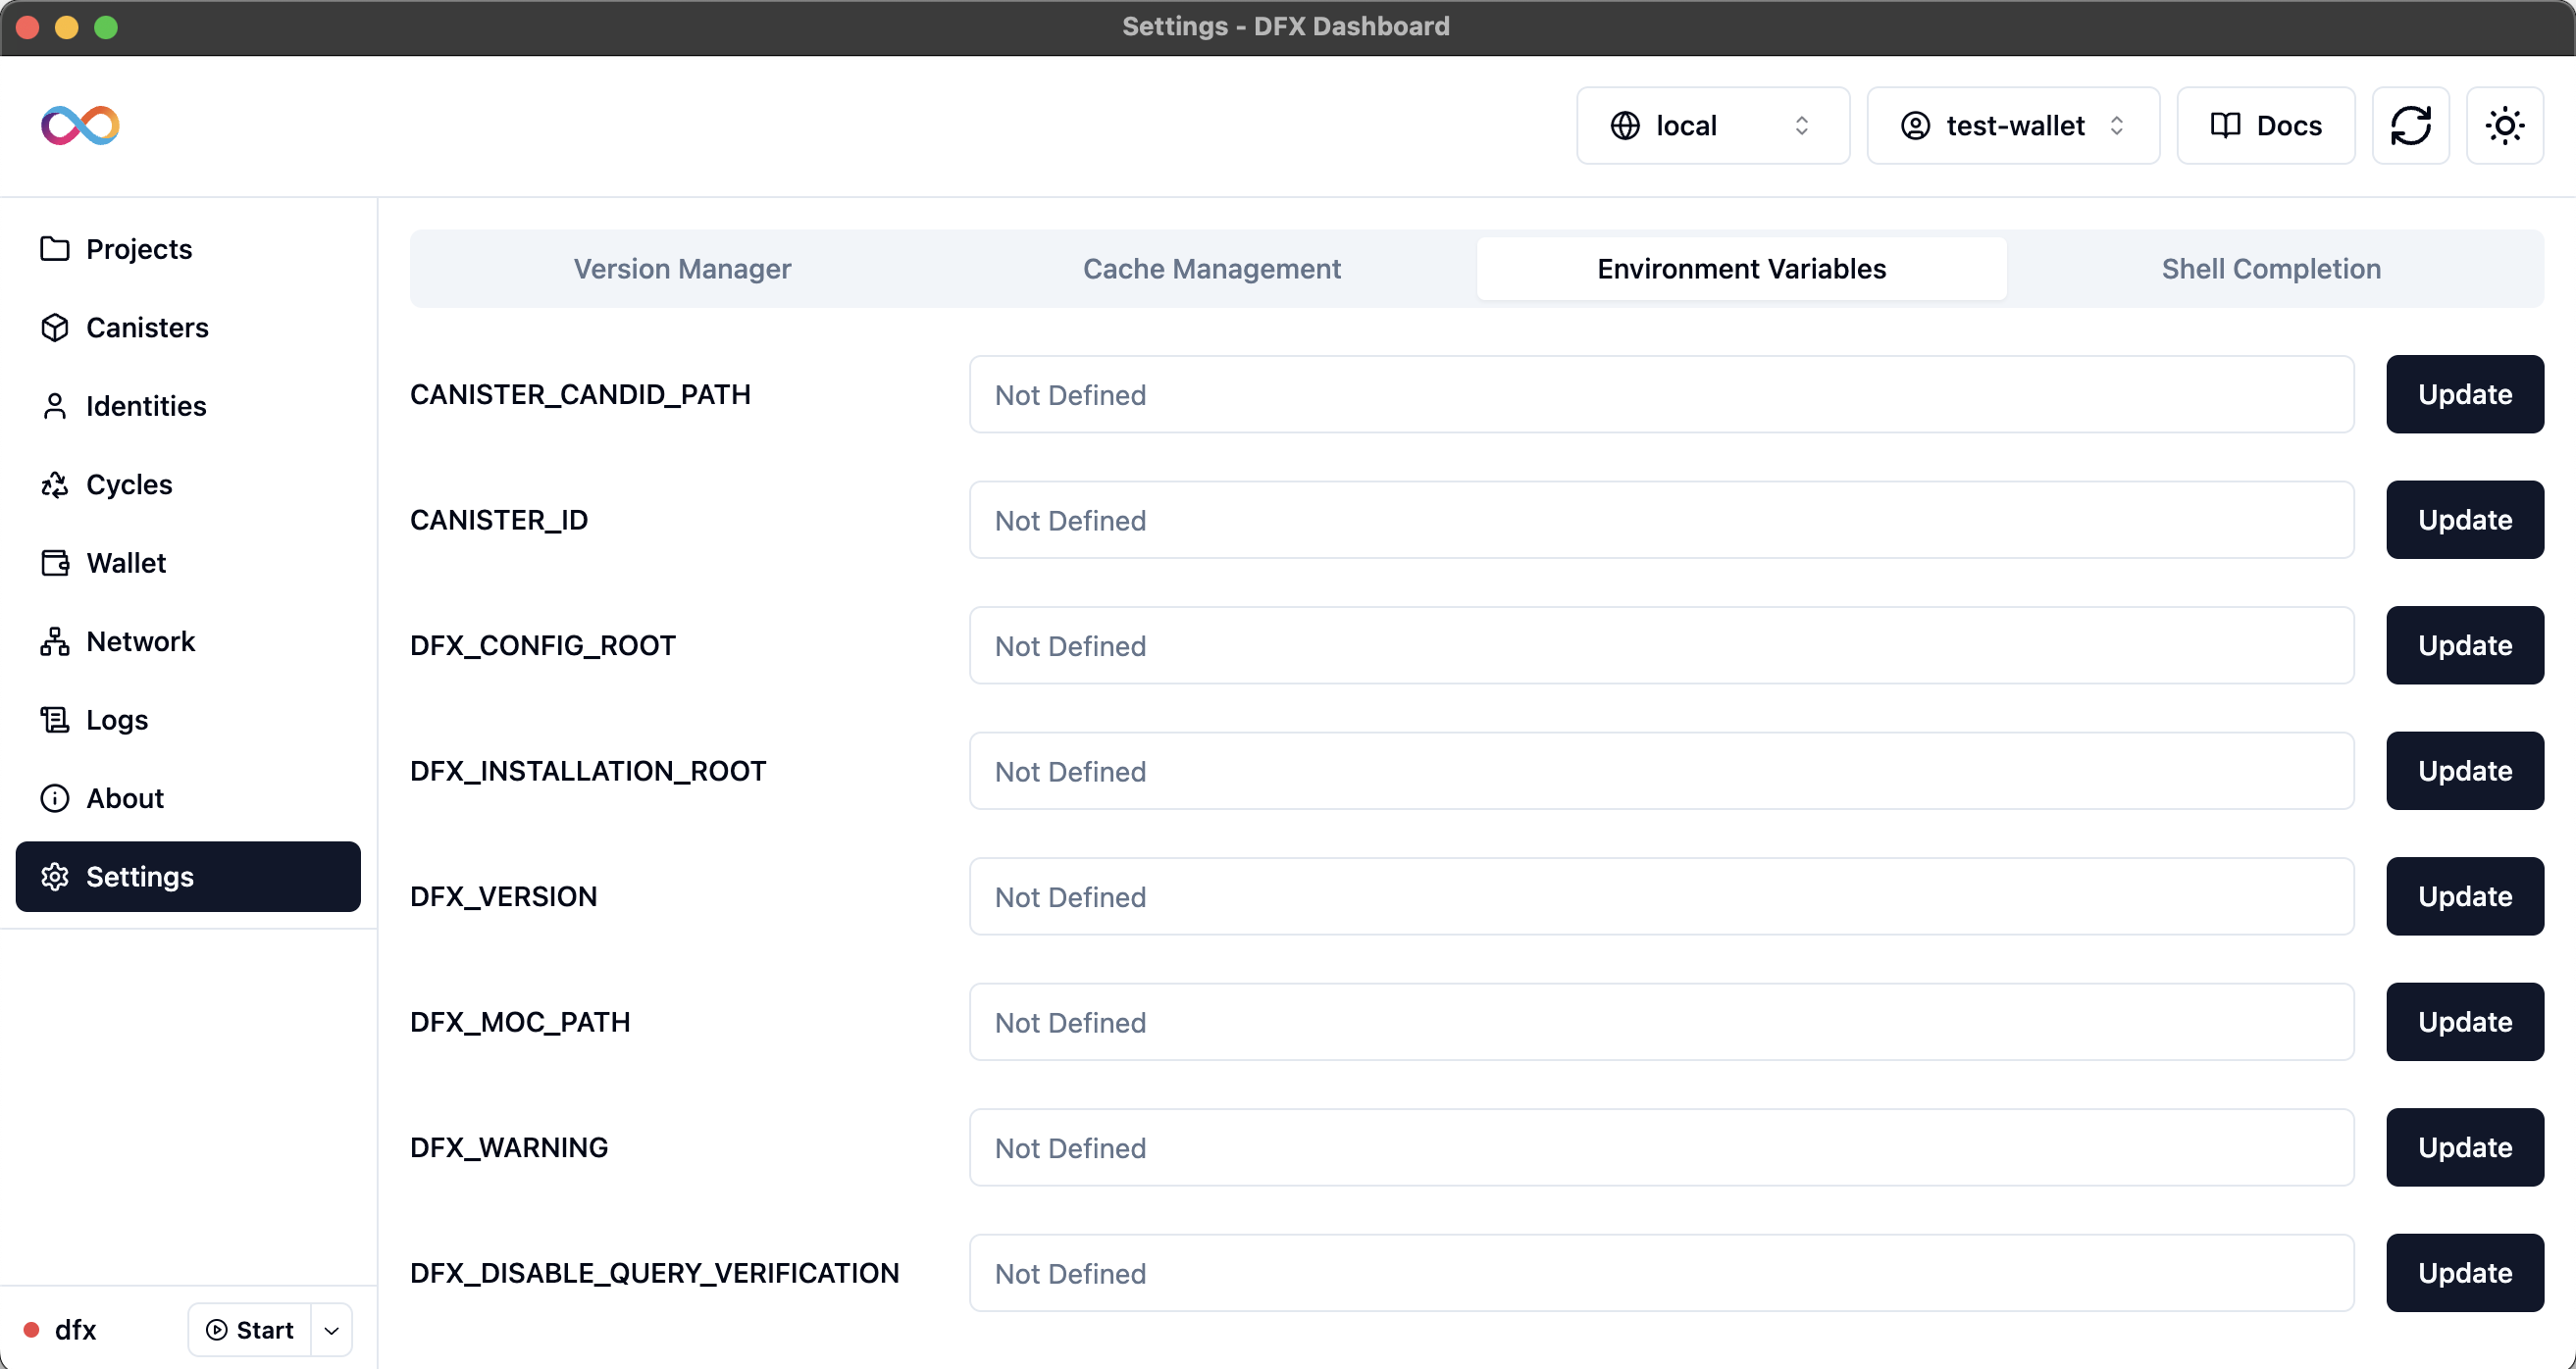 Settings - DFX Dashboard
local
test-wallet
Docs
Projects
Canisters
Identities
Cycles
Wallet
Network
Logs
About
Settings
Version Manager
Cache Management
Environment Variables
Shell Completion
CANISTER_CANDID_PATH Not Defined Update
CANISTER_ID Not Defined Update
DFX_CONFIG_ROOT Not Defined Update
DFX_INSTALLATION_ROOT Not Defined Update
DFX_VERSION Not Defined Update
DFX_MOC_PATH Not Defined Update
DFX_WARNING Not Defined Update
DFX_DISABLE_QUERY_VERIFICATION Not Defined Update
dfx Start